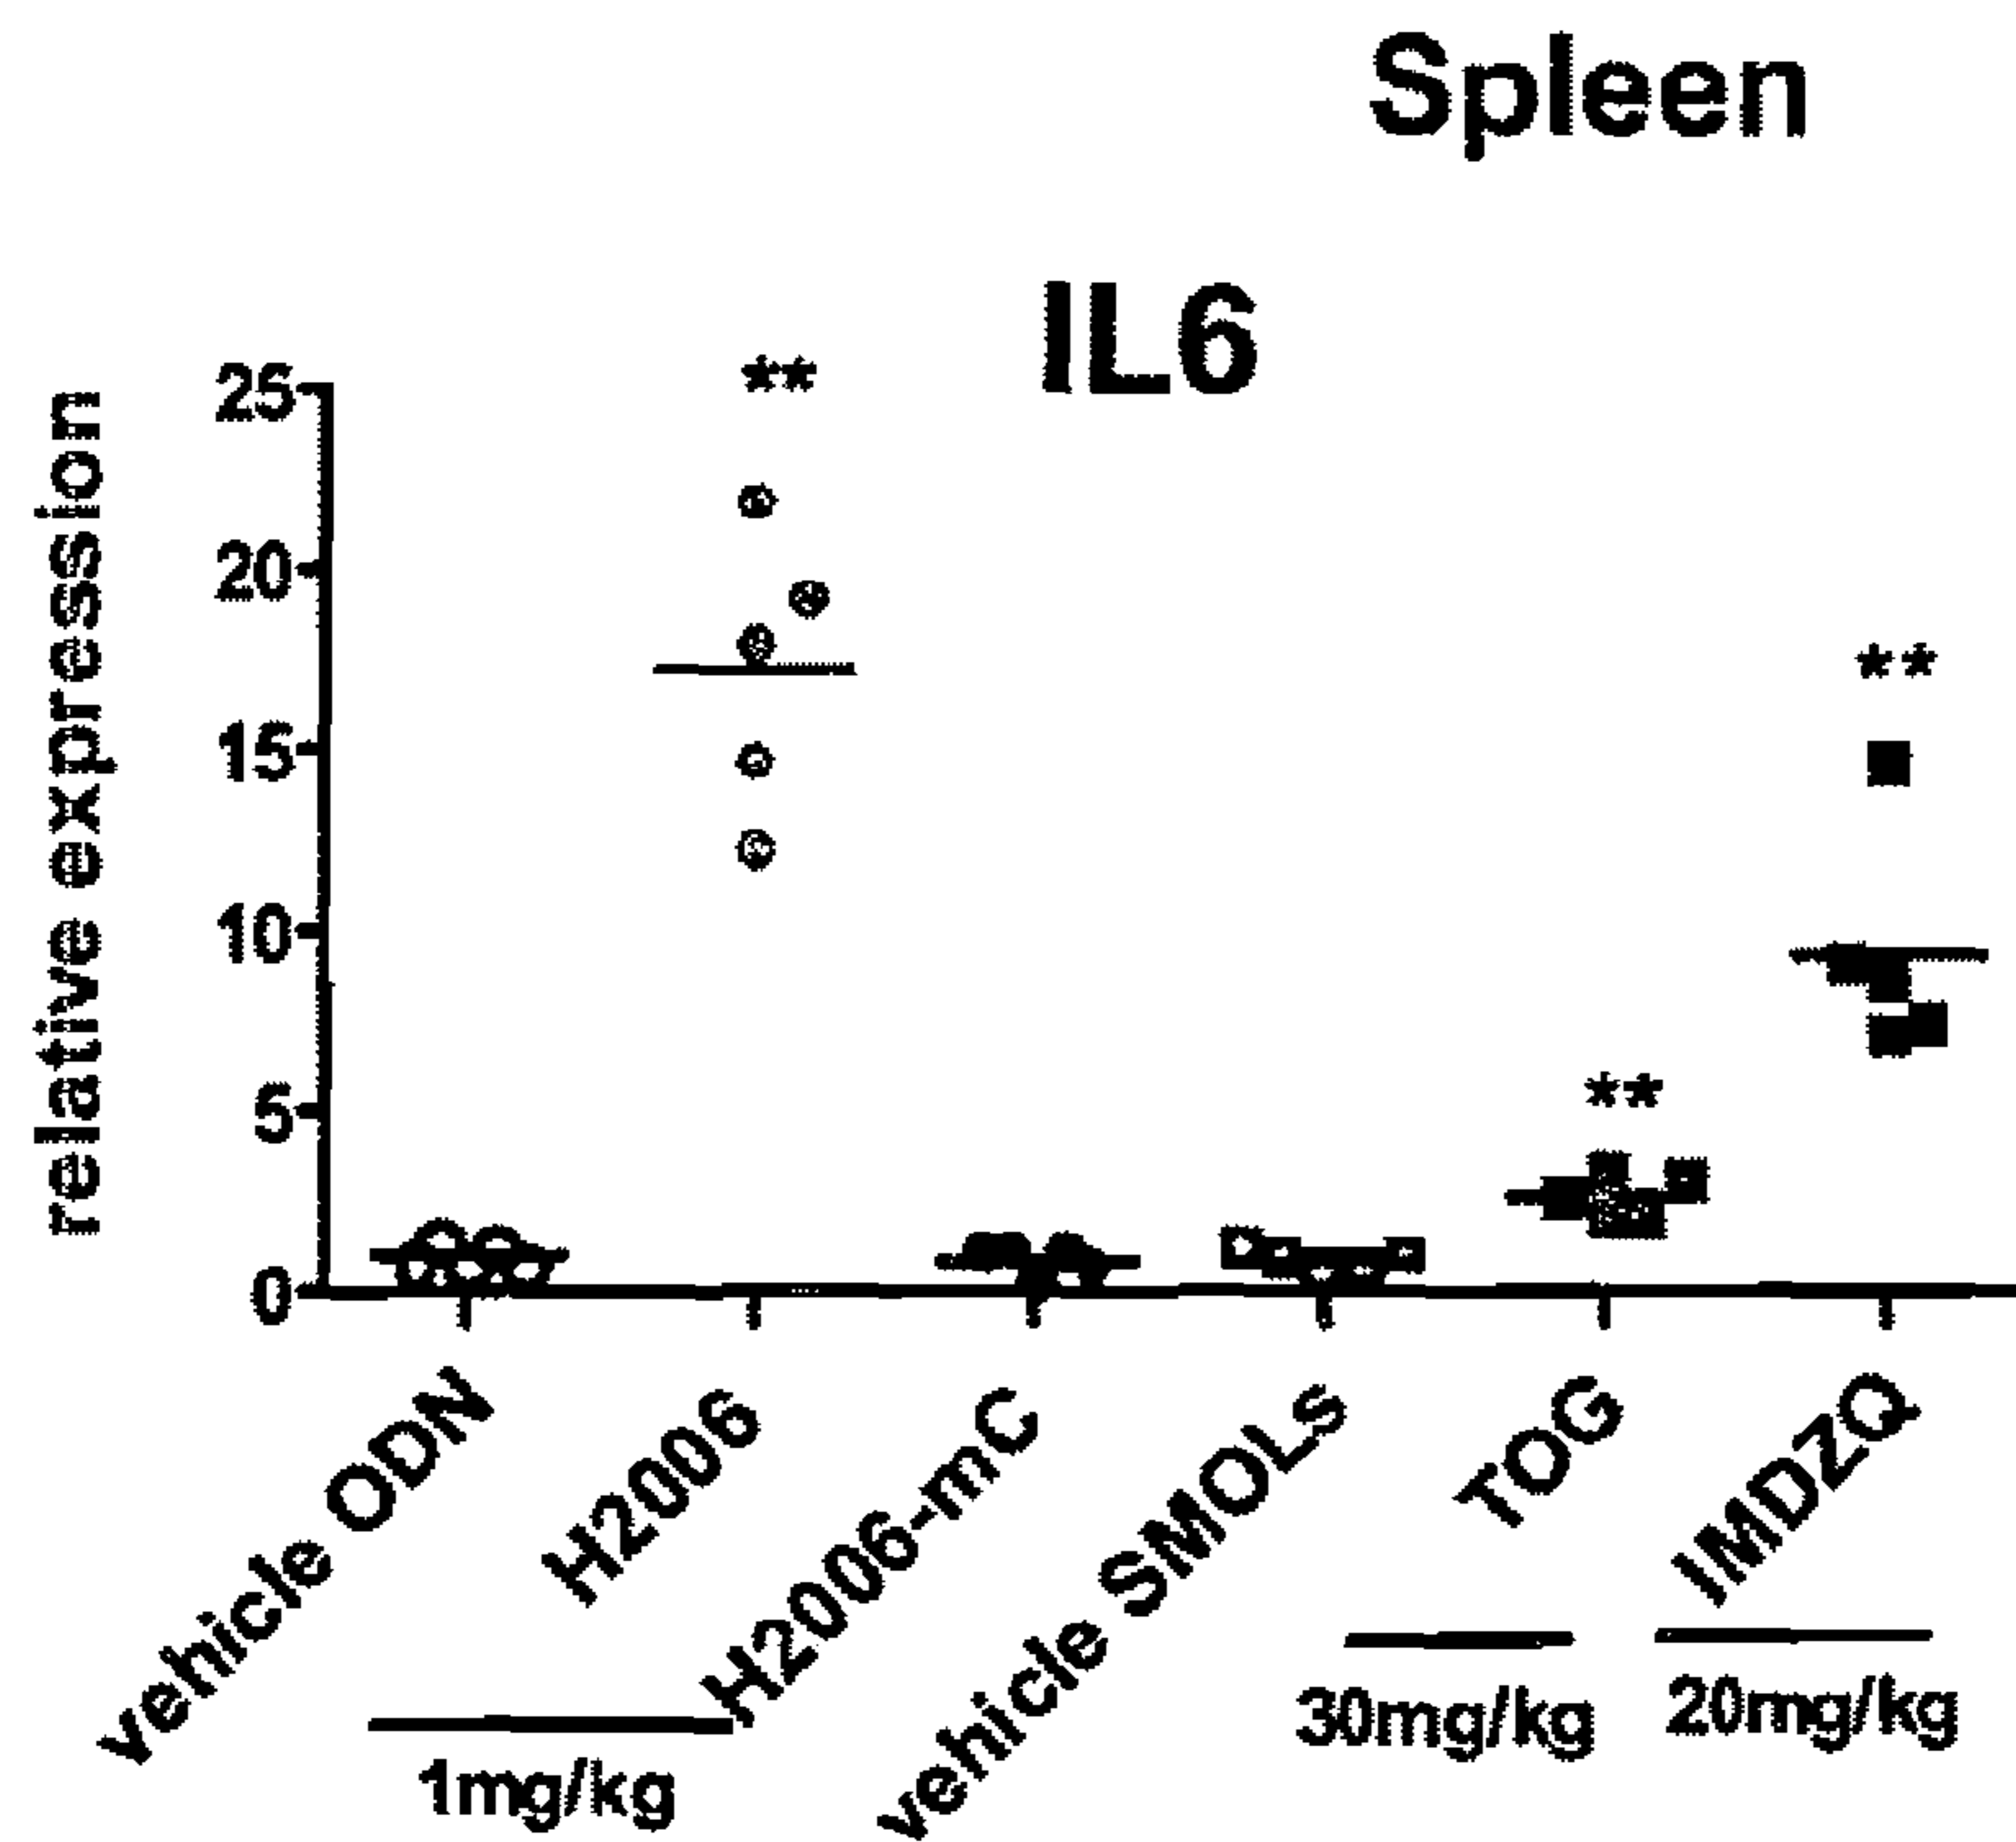 Spleen
IL6
**
**
**
relative expression
25
20
15
10
5
0
vehicle ODN
H2006
H2006-mC
vehicle SMOLs
TOG
IMD2Q
1mg/kg
30mg/kg
20mg/kg